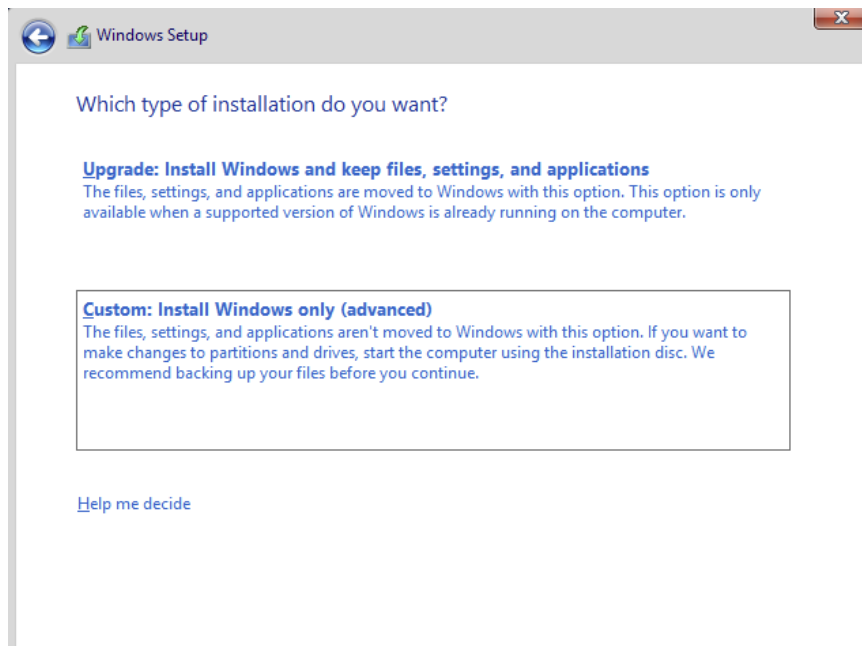 Windows Setup
Which type of installation do you want?
Upgrade: Install Windows and keep files, settings, and applications
The files, settings, and applications are moved to Windows with this option. This option is only
available when a supported version of Windows is already running on the computer.
Custom: Install Windows only (advanced)
The files, settings, and applications aren't moved to Windows with this option. If you want to
make changes to partitions and drives, start the computer using the installation disc. We
recommend backing up your files before you continue.
Help me decide